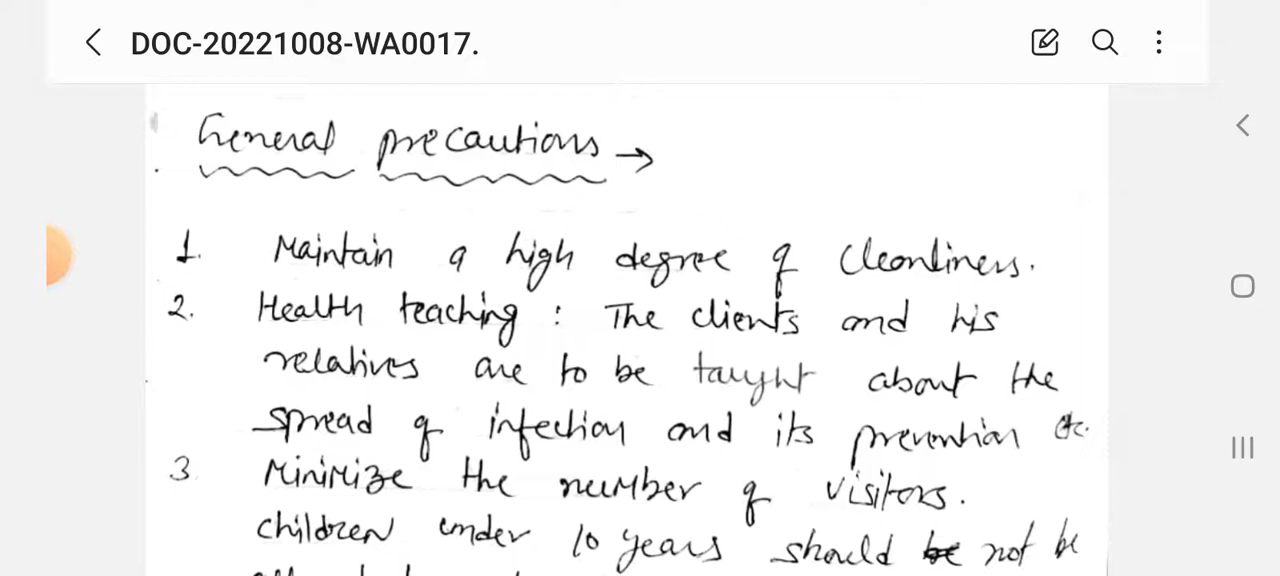 DOC-20221008-WA0017.
General precautions →
1. Maintain a high degree of cleanliness.
2. Health teaching : The clients and his
relatives are to be taught about the
spread of infection and its prevention etc.
3. Minimize the number of visitors.
children under 10 years should be not be